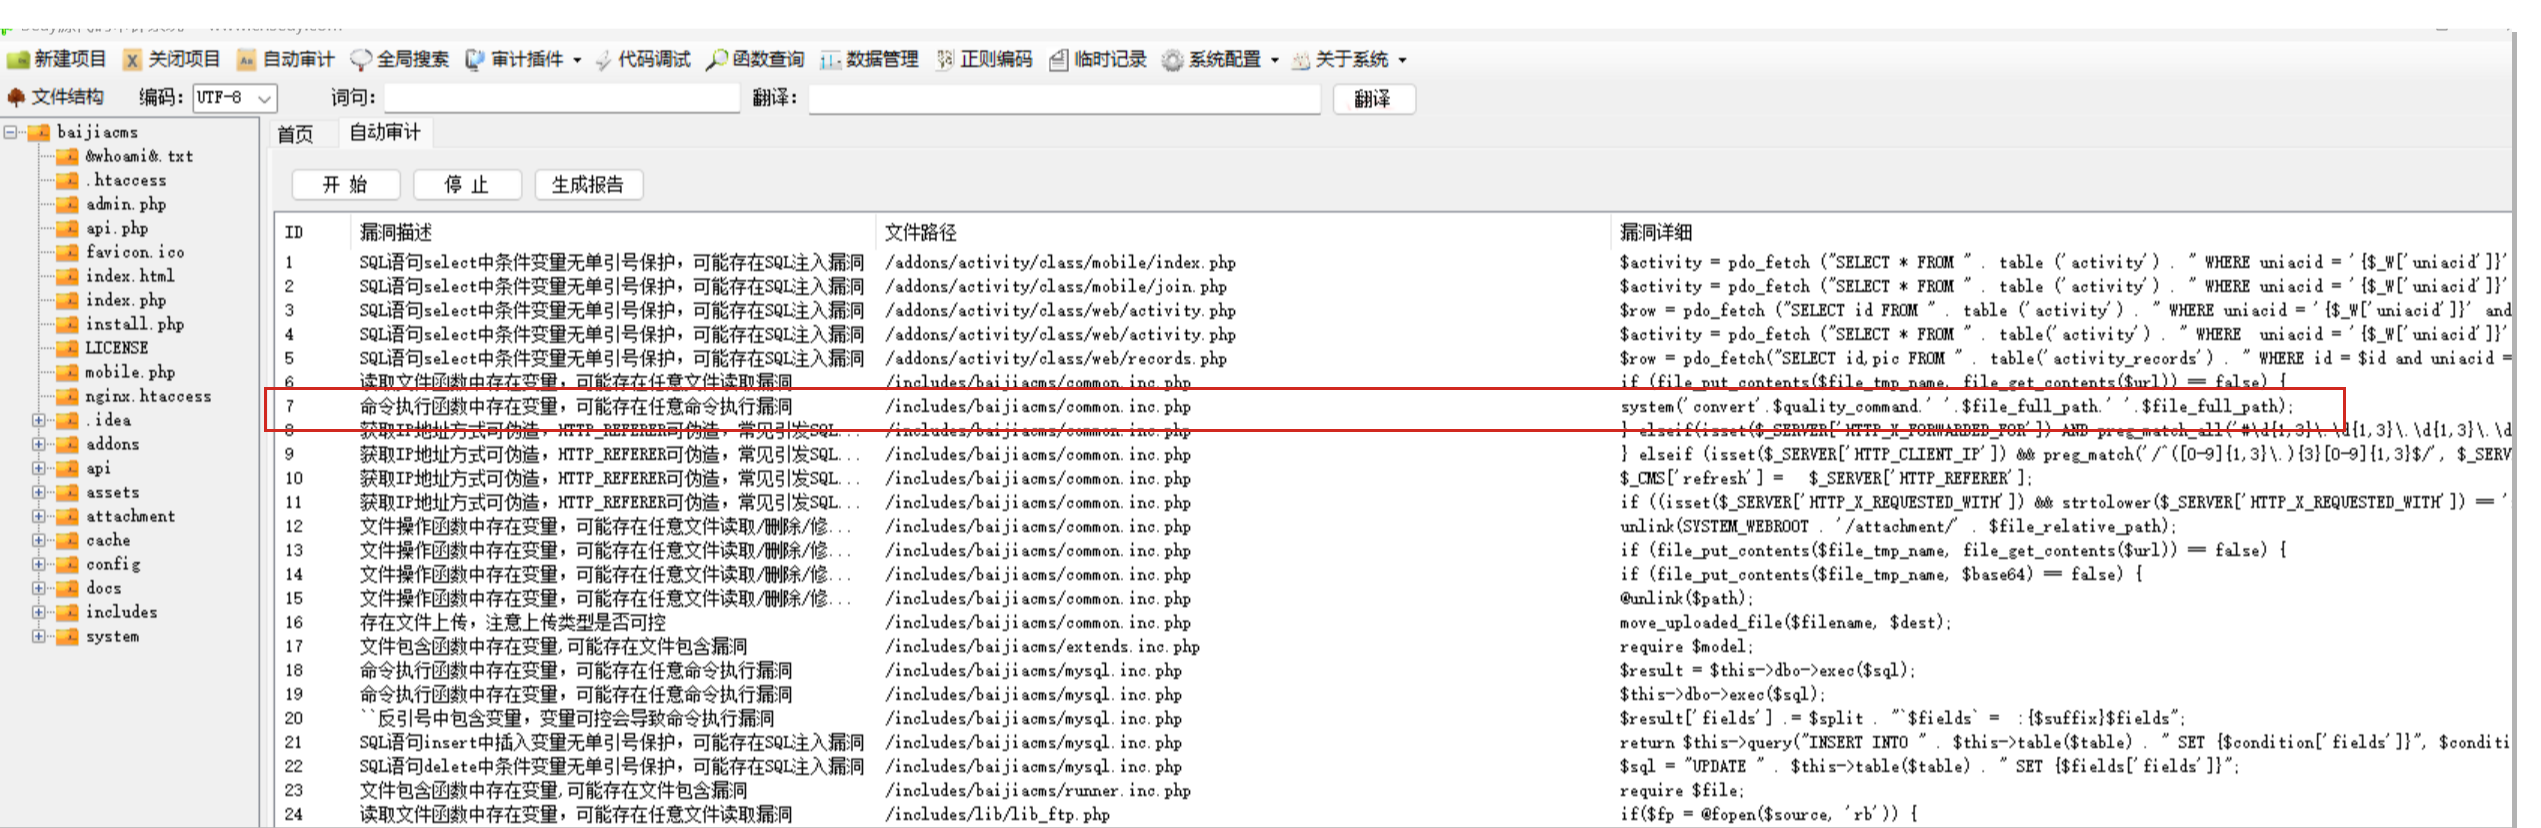 新建项目 关闭项目 自动审计 全局搜索 审计插件 代码调试 函数查询 数据管理 正则编码 临时记录 系统配置 关于系统
文件结构 编码: UTF-8 词句: 翻译: 翻译
baijiacms
&whoami&.txt
.htaccess
admin.php
api.php
favicon.ico
index.html
index.php
install.php
LICENSE
mobile.php
nginx.htaccess
.idea
addons
api
assets
attachment
cache
config
docs
includes
system
首页 自动审计
开 始 停 止 生成报告
ID 漏洞描述 文件路径 漏洞详细
1 SQL语句select中条件变量无单引号保护，可能存在SQL注入漏洞 /addons/activity/class/mobile/index.php $activity = pdo_fetch ("SELECT * FROM " . table ('activity') . " WHERE uniacid = '{$_W['uniacid']}'
2 SQL语句select中条件变量无单引号保护，可能存在SQL注入漏洞 /addons/activity/class/mobile/join.php $activity = pdo_fetch ("SELECT * FROM " . table ('activity') . " WHERE uniacid = '{$_W['uniacid']}'
3 SQL语句select中条件变量无单引号保护，可能存在SQL注入漏洞 /addons/activity/class/web/activity.php $row = pdo_fetch ("SELECT id FROM " . table ('activity') . " WHERE uniacid = '{$_W['uniacid']}' and
4 SQL语句select中条件变量无单引号保护，可能存在SQL注入漏洞 /addons/activity/class/web/activity.php $activity = pdo_fetch ("SELECT * FROM " . table('activity') . " WHERE uniacid = '{$_W['uniacid']}'
5 SQL语句select中条件变量无单引号保护，可能存在SQL注入漏洞 /addons/activity/class/web/records.php $row = pdo_fetch("SELECT id,pic FROM " . table('activity_records') . " WHERE id = $id and uniacid =
6 读取文件函数中存在变量，可能存在任意文件读取漏洞 /includes/baijiacms/common.inc.php if (file_put_contents($file_tmp_name, file_get_contents($url)) == false) {
7 命令执行函数中存在变量，可能存在任意命令执行漏洞 /includes/baijiacms/common.inc.php system('convert'.$quality_command.' '.$file_full_path.' '.$file_full_path);
8 获取IP地址方式可伪造，HTTP_REFERER可伪造，常见引发SQL... /includes/baijiacms/common.inc.php } elseif(isset($_SERVER['HTTP_X_FORWARDED_FOR']) AND preg_match_all('#\d{1,3}\.\d{1,3}\.\d{1,3}\.\d
9 获取IP地址方式可伪造，HTTP_REFERER可伪造，常见引发SQL... /includes/baijiacms/common.inc.php } elseif (isset($_SERVER['HTTP_CLIENT_IP']) && preg_match('/^([0-9]{1,3}\.){3}[0-9]{1,3}$/', $_SERV
10 获取IP地址方式可伪造，HTTP_REFERER可伪造，常见引发SQL... /includes/baijiacms/common.inc.php $_CMS['refresh'] = $_SERVER['HTTP_REFERER'];
11 获取IP地址方式可伪造，HTTP_REFERER可伪造，常见引发SQL... /includes/baijiacms/common.inc.php if ((isset($_SERVER['HTTP_X_REQUESTED_WITH']) && strtolower($_SERVER['HTTP_X_REQUESTED_WITH']) == '
12 文件操作函数中存在变量，可能存在任意文件读取/删除/修... /includes/baijiacms/common.inc.php unlink(SYSTEM_WEBROOT . '/attachment/' . $file_relative_path);
13 文件操作函数中存在变量，可能存在任意文件读取/删除/修... /includes/baijiacms/common.inc.php if (file_put_contents($file_tmp_name, file_get_contents($url)) == false) {
14 文件操作函数中存在变量，可能存在任意文件读取/删除/修... /includes/baijiacms/common.inc.php if (file_put_contents($file_tmp_name, $base64) == false) {
15 文件操作函数中存在变量，可能存在任意文件读取/删除/修... /includes/baijiacms/common.inc.php @unlink($path);
16 存在文件上传，注意上传类型是否可控 /includes/baijiacms/common.inc.php move_uploaded_file($filename, $dest);
17 文件包含函数中存在变量,可能存在文件包含漏洞 /includes/baijiacms/extends.inc.php require $model;
18 命令执行函数中存在变量，可能存在任意命令执行漏洞 /includes/baijiacms/mysql.inc.php $result = $this->dbo->exec($sql);
19 命令执行函数中存在变量，可能存在任意命令执行漏洞 /includes/baijiacms/mysql.inc.php $this->dbo->exec($sql);
20 ``反引号中包含变量，变量可控会导致命令执行漏洞 /includes/baijiacms/mysql.inc.php $result['fields'] .= $split . "`$fields` = :{$suffix}$fields";
21 SQL语句insert中插入变量无单引号保护，可能存在SQL注入漏洞 /includes/baijiacms/mysql.inc.php return $this->query("INSERT INTO " . $this->table($table) . " SET {$condition['fields']}", $conditi
22 SQL语句delete中条件变量无单引号保护，可能存在SQL注入漏洞 /includes/baijiacms/mysql.inc.php $sql = "UPDATE " . $this->table($table) . " SET {$fields['fields']}";
23 文件包含函数中存在变量,可能存在文件包含漏洞 /includes/baijiacms/runner.inc.php require $file;
24 读取文件函数中存在变量，可能存在任意文件读取漏洞 /includes/lib/lib_ftp.php if($fp = @fopen($source, 'rb')) {